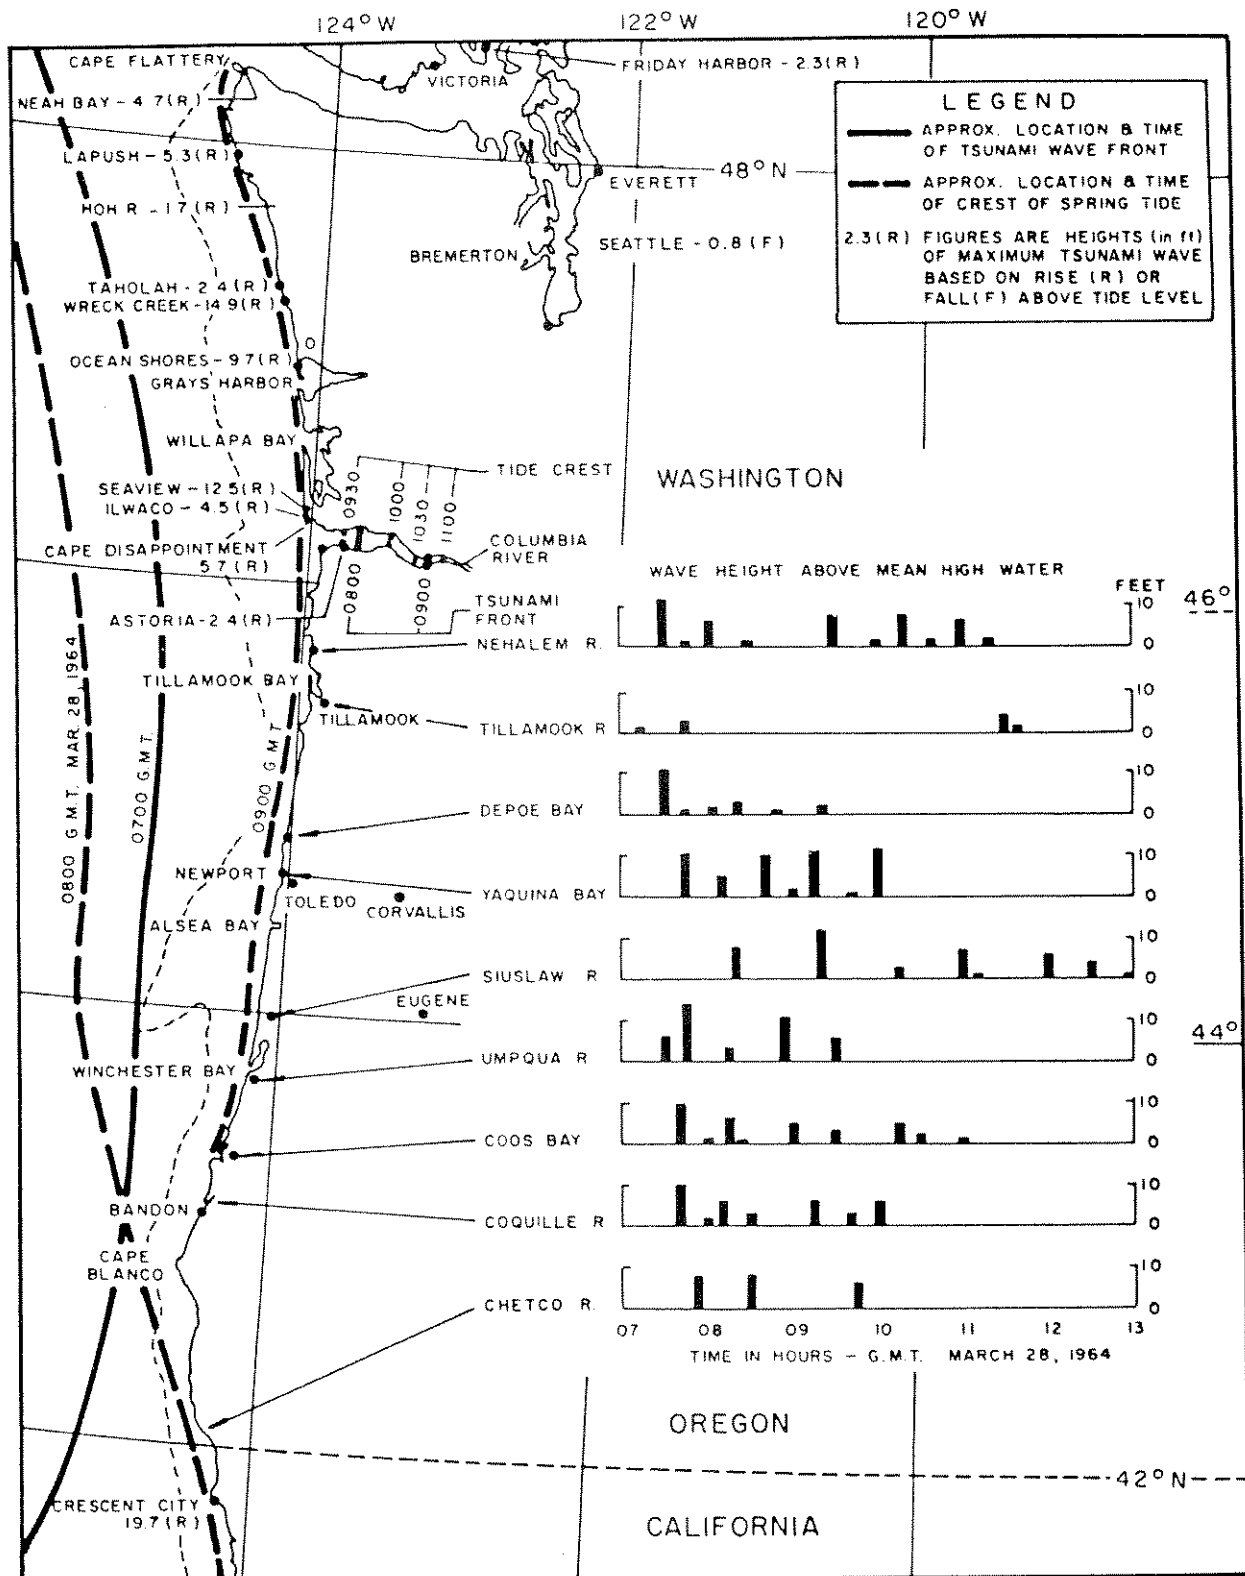 124° W
122° W
120° W
CAPE FLATTERY
NEAH BAY - 4.7 (R)
LAPUSH - 5.3 (R)
HOH R. - 1.7 (R)
TAHOLAH - 2.4 (R)
WRECK CREEK - 14.9 (R)
OCEAN SHORES - 9.7 (R)
GRAYS HARBOR
WILLAPA BAY
SEAVIEW - 12.5 (R)
ILWACO - 4.5 (R)
CAPE DISAPPOINTMENT
5.7 (R)
ASTORIA - 2.4 (R)
TILLAMOOK BAY
NEWPORT
ALSEA BAY
WINCHESTER BAY
BANDON
CAPE
BLANCO
CRESCENT CITY
19.7 (R)
0800 G.M.T. MAR. 28, 1964
0700 G.M.T.
0900 G.M.T.
VICTORIA
FRIDAY HARBOR - 2.3 (R)
48° N
EVERETT
SEATTLE - 0.8 (F)
BREMERTON
LEGEND
APPROX. LOCATION & TIME
OF TSUNAMI WAVE FRONT
APPROX. LOCATION & TIME
OF CREST OF SPRING TIDE
2.3 (R) FIGURES ARE HEIGHTS (in ft)
OF MAXIMUM TSUNAMI WAVE
BASED ON RISE (R) OR
FALL (F) ABOVE TIDE LEVEL
TIDE CREST
0930
1000
1030
1100
COLUMBIA
RIVER
0800
0900
TSUNAMI
FRONT
WASHINGTON
TILLAMOOK
TOLEDO
CORVALLIS
EUGENE
WAVE HEIGHT ABOVE MEAN HIGH WATER
FEET
46°
NEHALEM R.
10
0
TILLAMOOK R
10
0
DEPOE BAY
10
0
YAQUINA BAY
10
0
SIUSLAW R
10
0
44°
UMPQUA R
10
0
COOS BAY
10
0
COQUILLE R
10
0
CHETCO R.
10
0
07 08 09 10 11 12 13
TIME IN HOURS - G.M.T. MARCH 28, 1964
OREGON
42° N
CALIFORNIA